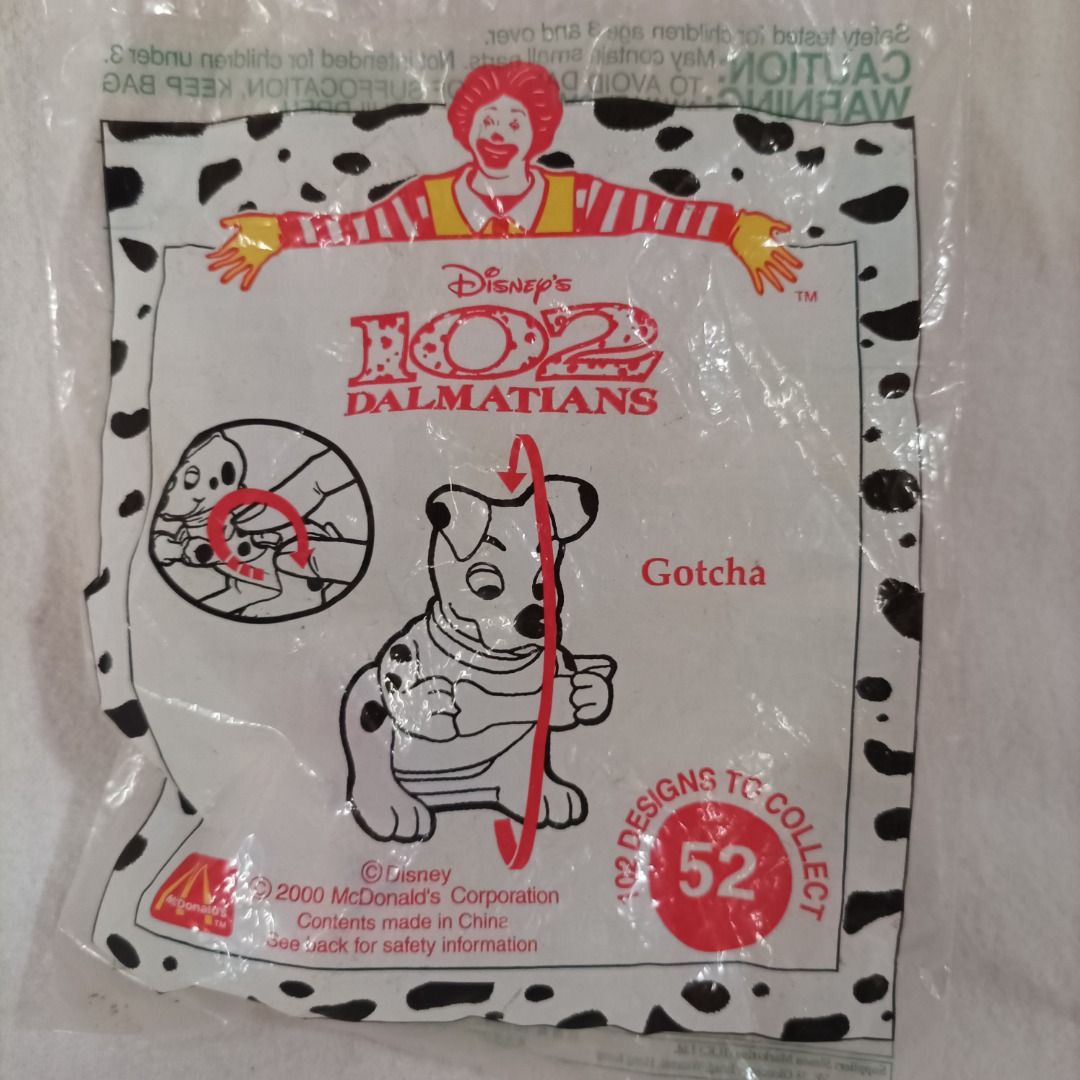 Safety tested for children age 3 and over.
CAUTION: May contain small parts. Not intended for children under 3.
WARNING: TO AVOID OF SUFFOCATION, KEEP BAG
TM
Disney's
102
DALMATIANS
Gotcha
102 DESIGNS TO COLLECT
52
McDonald's
TM
©Disney
© 2000 McDonald's Corporation
Contents made in China
See back for safety information